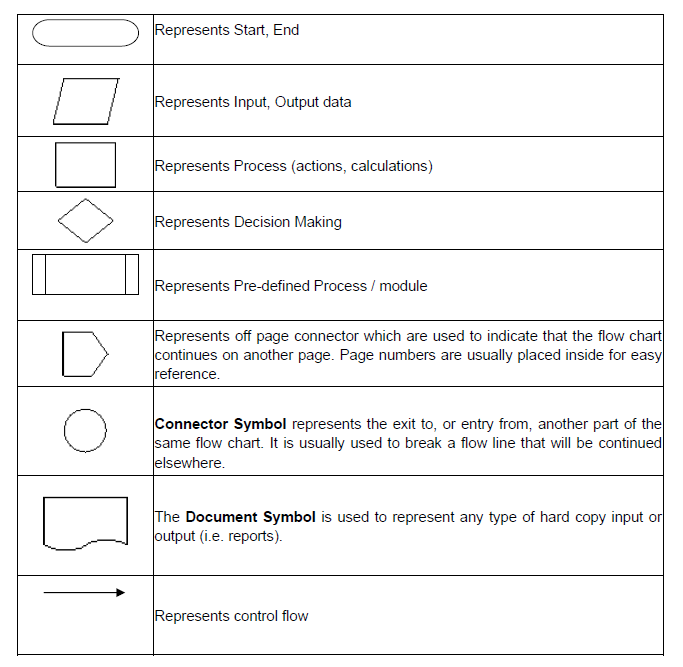 Represents Start, End
Represents Input, Output data
Represents Process (actions, calculations)
Represents Decision Making
Represents Pre-defined Process / module
Represents off page connector which are used to indicate that the flow chart
continues on another page. Page numbers are usually placed inside for easy
reference.
Connector Symbol represents the exit to, or entry from, another part of the
same flow chart. It is usually used to break a flow line that will be continued
elsewhere.
The Document Symbol is used to represent any type of hard copy input or
output (i.e. reports).
Represents control flow